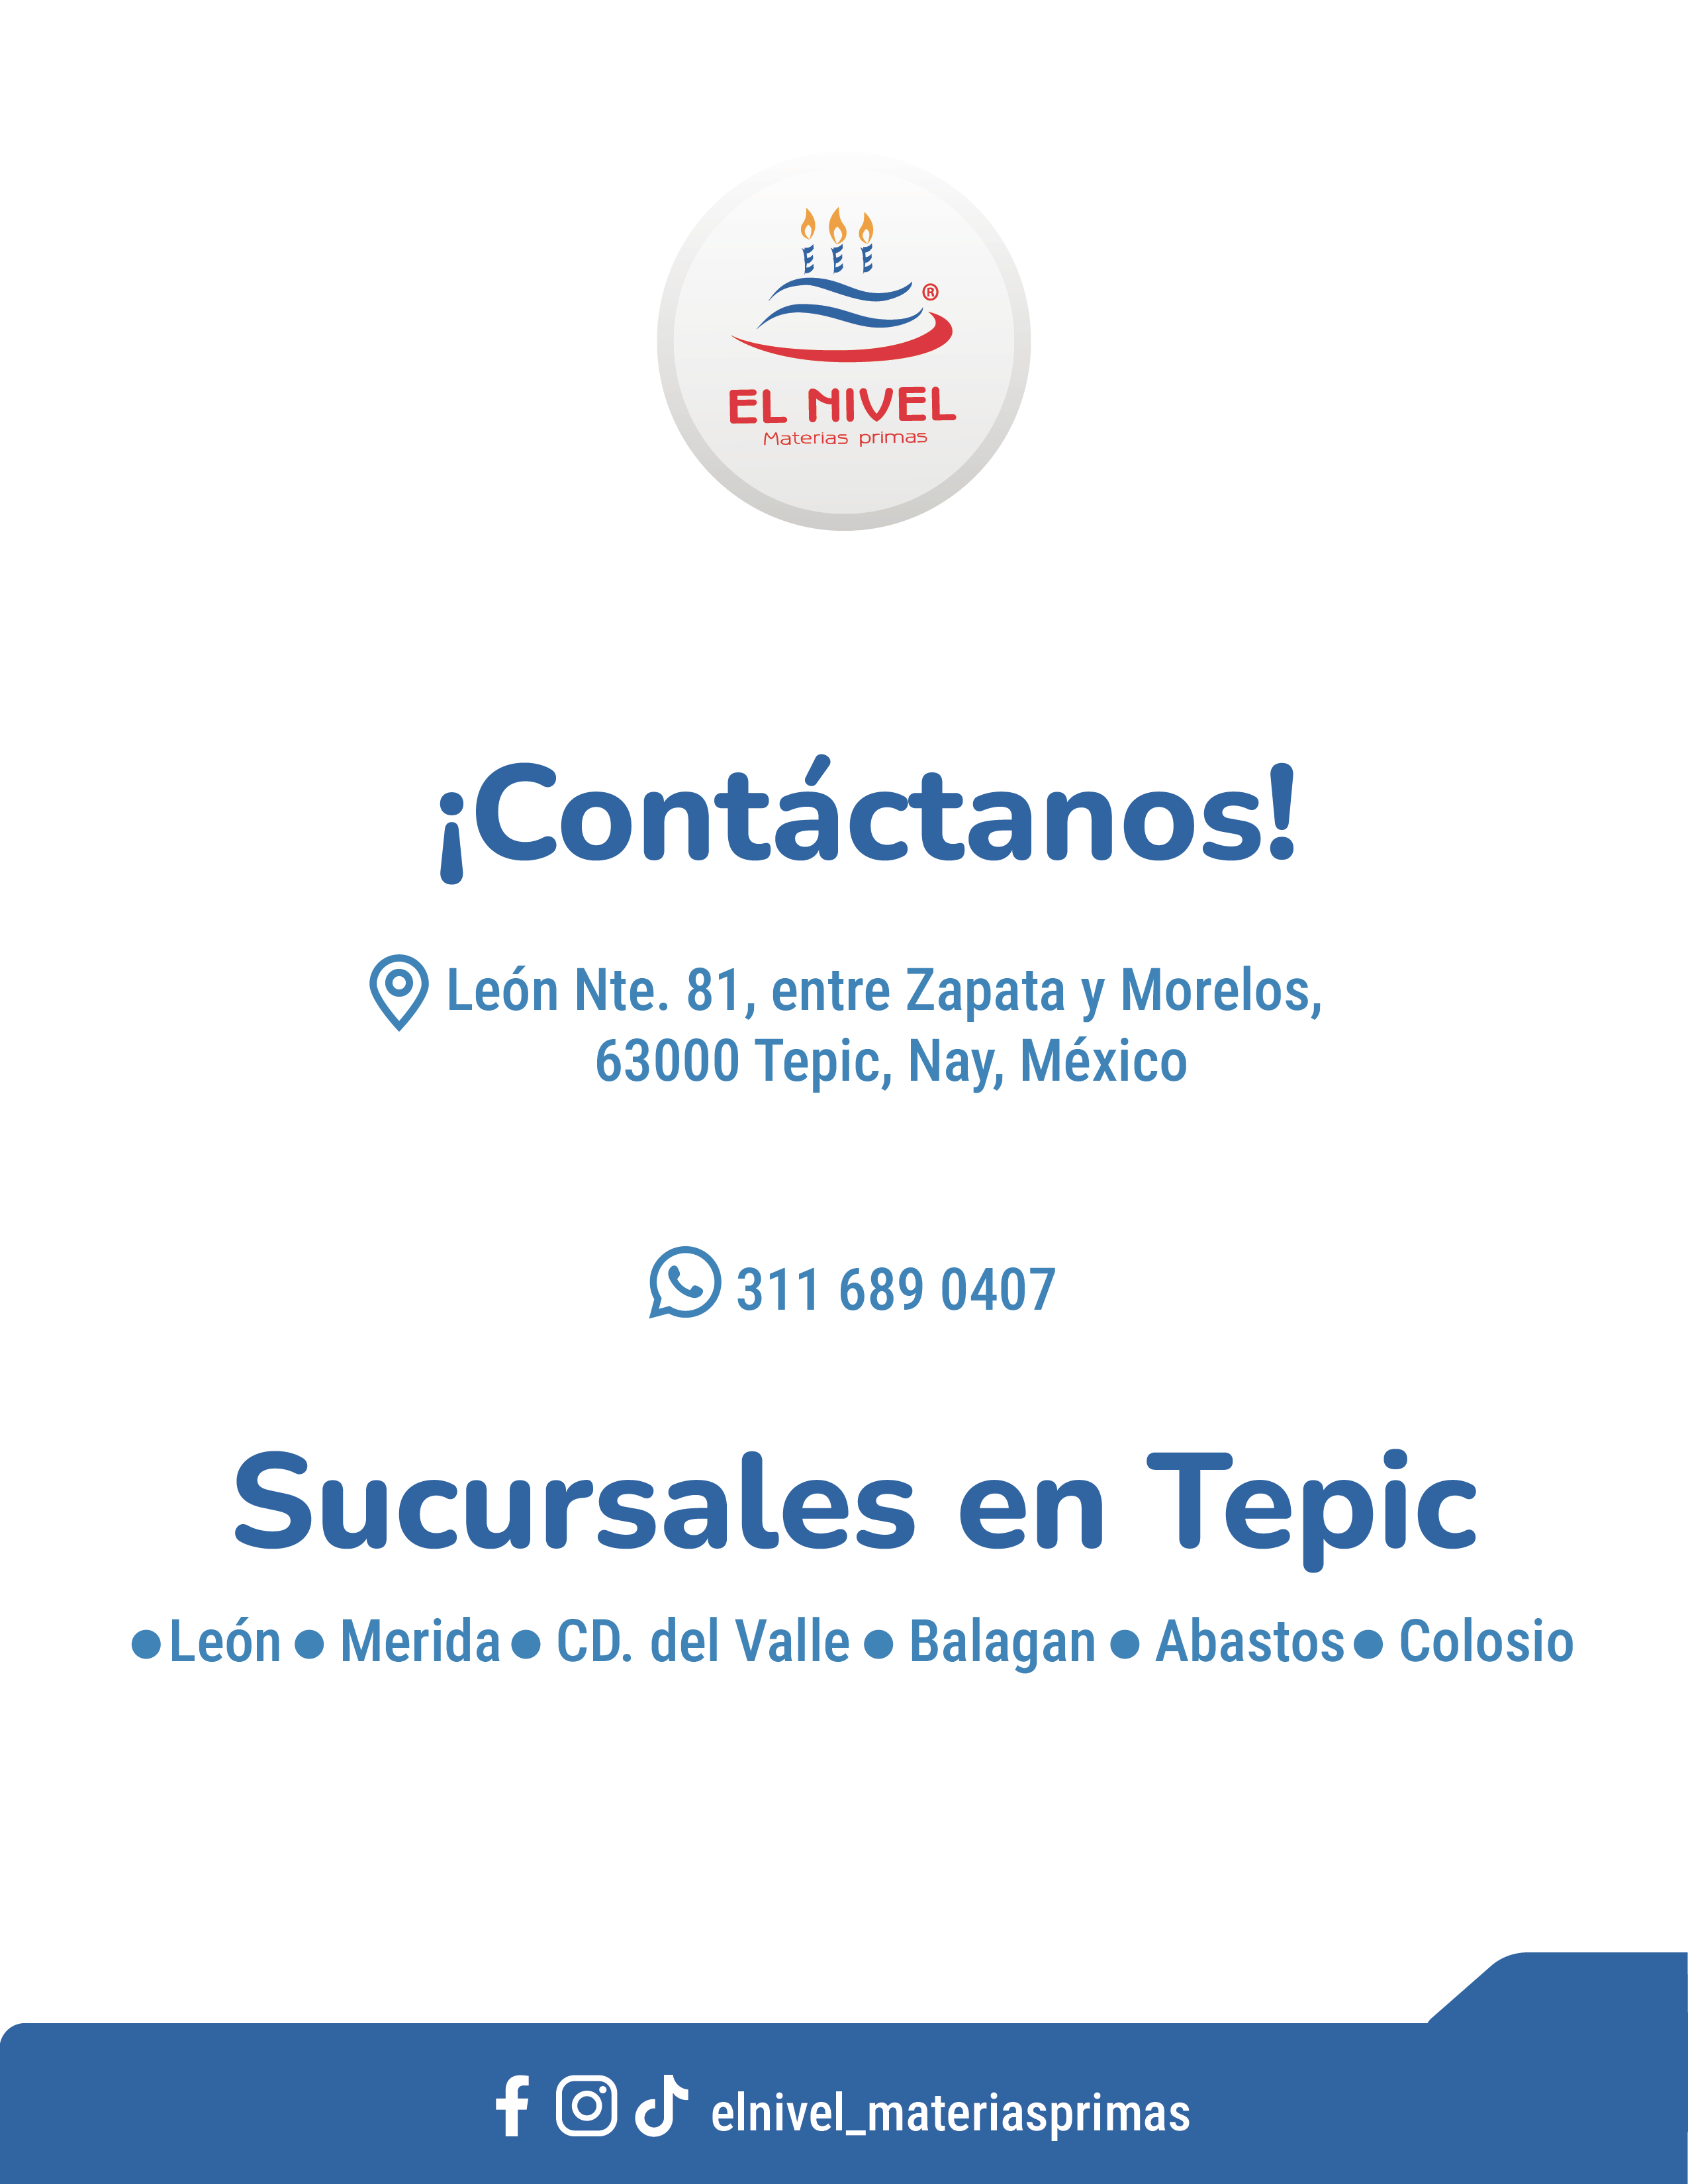 ®
EL NIVEL
Materias primas
¡Contáctanos!
León Nte. 81, entre Zapata y Morelos,
63000 Tepic, Nay, México
311 689 0407
Sucursales en Tepic
●León ● Merida ● CD. del Valle ● Balagan ● Abastos ● Colosio
elnivel_materiasprimas